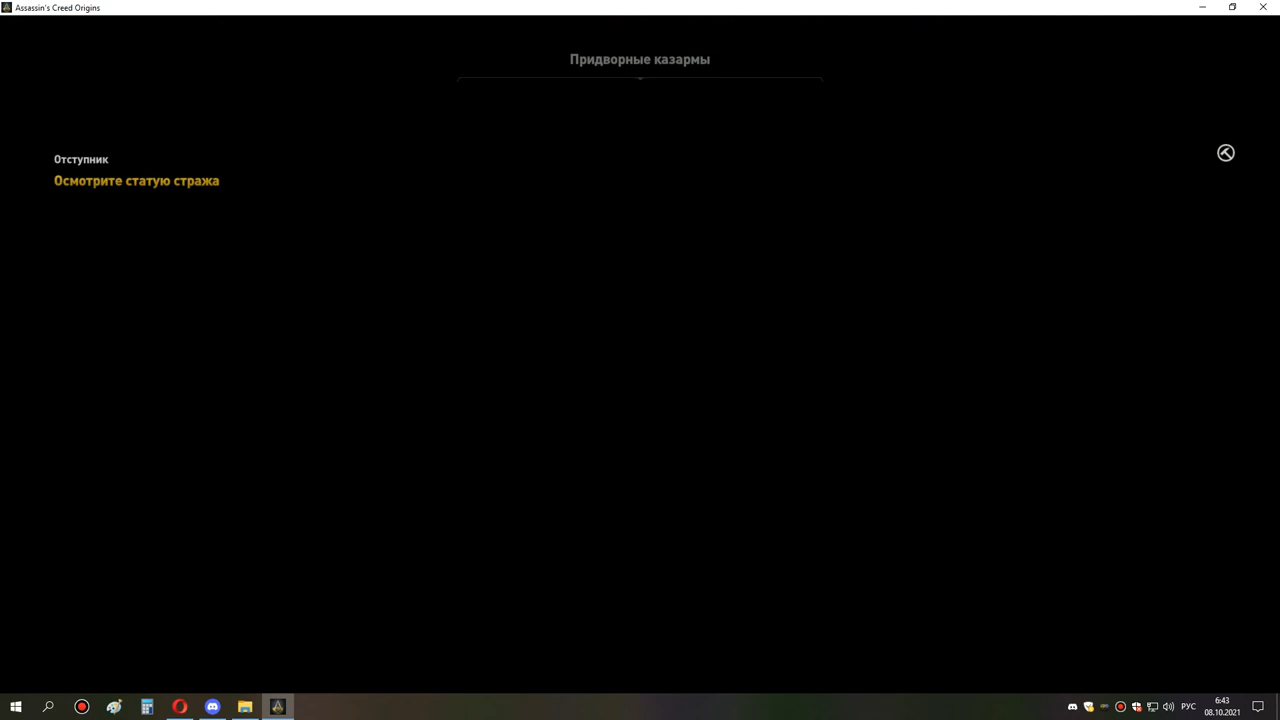 Assassin's Creed Origins
Придворные казармы
Отступник
Осмотрите статую стража
РУС
6:43
08.10.2021